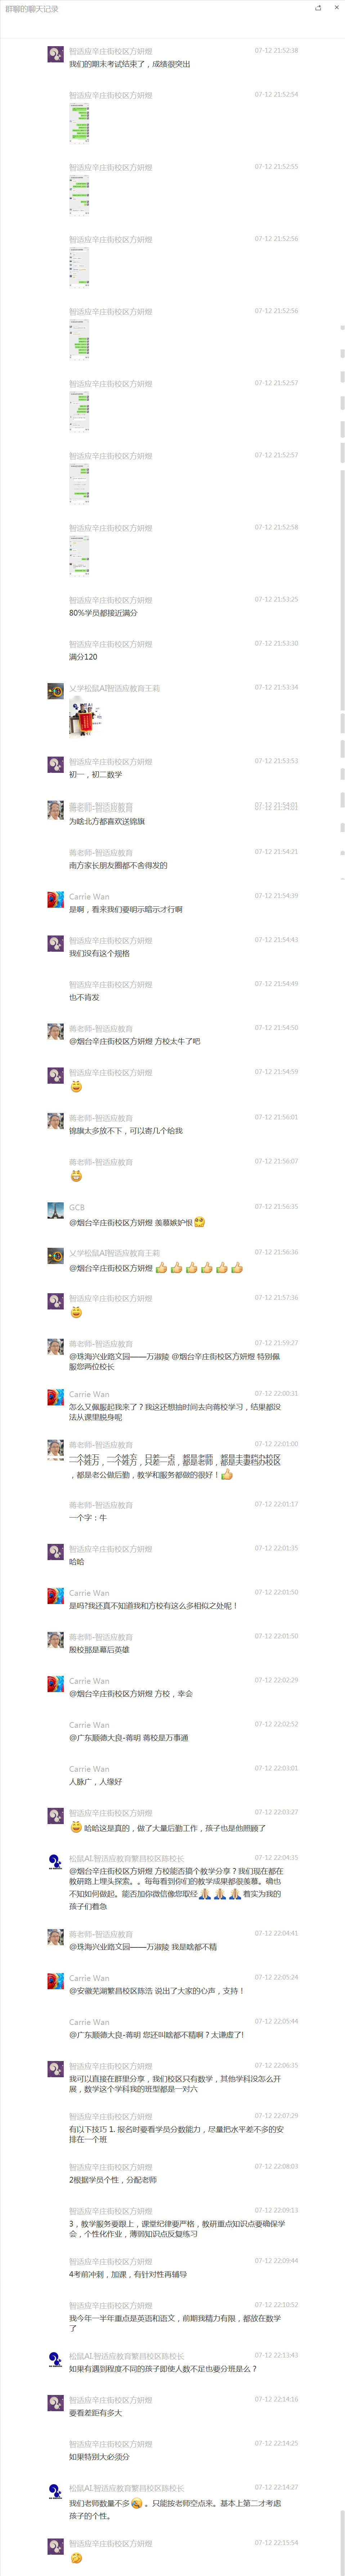 群聊的聊天记录
智适应辛庄街校区方妍煜 07-12 21:52:38
我们的期末考试结束了，成绩很突出
智适应辛庄街校区方妍煜 07-12 21:52:54
智适应辛庄街校区方妍煜 07-12 21:52:55
智适应辛庄街校区方妍煜 07-12 21:52:56
智适应辛庄街校区方妍煜 07-12 21:52:56
智适应辛庄街校区方妍煜 07-12 21:52:57
智适应辛庄街校区方妍煜 07-12 21:52:57
智适应辛庄街校区方妍煜 07-12 21:52:58
智适应辛庄街校区方妍煜 07-12 21:53:25
80%学员都接近满分
智适应辛庄街校区方妍煜 07-12 21:53:30
满分120
乂学松鼠AI智适应教育王莉 07-12 21:53:34
智适应辛庄街校区方妍煜 07-12 21:53:53
初一，初二数学
蒋老师-智适应教育 07-12 21:54:01
为啥北方都喜欢送锦旗
蒋老师-智适应教育 07-12 21:54:21
南方家长朋友圈都不舍得发的
Carrie Wan 07-12 21:54:39
是啊，看来我们要明示暗示才行啊
智适应辛庄街校区方妍煜 07-12 21:54:43
我们没有这个规格
智适应辛庄街校区方妍煜 07-12 21:54:49
也不肯发
蒋老师-智适应教育 07-12 21:54:50
@烟台辛庄街校区方妍煜 方校太牛了吧
智适应辛庄街校区方妍煜 07-12 21:54:59
蒋老师-智适应教育 07-12 21:56:01
锦旗太多放不下，可以寄几个给我
蒋老师-智适应教育 07-12 21:56:07
GCB 07-12 21:56:35
@烟台辛庄街校区方妍煜 羡慕嫉妒恨
乂学松鼠AI智适应教育王莉 07-12 21:56:36
@烟台辛庄街校区方妍煜
智适应辛庄街校区方妍煜 07-12 21:57:36
蒋老师-智适应教育 07-12 21:59:27
@珠海兴业路文园——万淑陵 @烟台辛庄街校区方妍煜 特别佩
服您两位校长
Carrie Wan 07-12 22:00:31
怎么又佩服起我来了？我这还想抽时间去向蒋校学习，结果都没
法从课里脱身呢
蒋老师-智适应教育 07-12 22:01:00
一个姓万，一个姓方，只差一点，都是老师，都是夫妻档办校区
，都是老公做后勤，教学和服务都做的很好！
蒋老师-智适应教育 07-12 22:01:17
一个字：牛
智适应辛庄街校区方妍煜 07-12 22:01:35
哈哈
Carrie Wan 07-12 22:01:50
是吗?我还真不知道我和方校有这么多相似之处呢！
蒋老师-智适应教育 07-12 22:01:50
殷校那是幕后英雄
Carrie Wan 07-12 22:02:29
@烟台辛庄街校区方妍煜 方校，幸会
Carrie Wan 07-12 22:02:52
@广东顺德大良-蒋明 蒋校是万事通
Carrie Wan 07-12 22:03:01
人脉广，人缘好
智适应辛庄街校区方妍煜 07-12 22:03:27
哈哈这是真的，做了大量后勤工作，孩子也是他照顾了
松鼠AI.智适应教育繁昌校区陈校长 07-12 22:04:35
@烟台辛庄街校区方妍煜 方校能否搞个教学分享？我们现在都在
教研路上埋头探索。。每每看到你们的教学成果都很羡慕。确也
不知如何做起。能否加你微信像您取经 着实为我的
孩子们着急
蒋老师-智适应教育 07-12 22:04:41
@珠海兴业路文园——万淑陵 我是啥都不精
Carrie Wan 07-12 22:05:24
@安徽芜湖繁昌校区陈浩 说出了大家的心声，支持！
Carrie Wan 07-12 22:05:44
@广东顺德大良-蒋明 您还叫啥都不精啊？太谦虚了!
智适应辛庄街校区方妍煜 07-12 22:06:35
我可以直接在群里分享，我们校区只有数学，其他学科没怎么开
展，数学这个学科我的班型都是一对六
智适应辛庄街校区方妍煜 07-12 22:07:29
有以下技巧 1. 报名时要看学员分数能力，尽量把水平差不多的安
排在一个班
智适应辛庄街校区方妍煜 07-12 22:08:03
2根据学员个性，分配老师
智适应辛庄街校区方妍煜 07-12 22:09:13
3，教学服务要跟上，课堂纪律要严格，教研重点知识点要确保学
会，个性化作业，薄弱知识点反复练习
智适应辛庄街校区方妍煜 07-12 22:09:44
4考前冲刺，加课，有针对性再辅导
智适应辛庄街校区方妍煜 07-12 22:10:52
我今年一半年重点是英语和语文，前期我精力有限，都放在数学
了
松鼠AI.智适应教育繁昌校区陈校长 07-12 22:13:43
如果有遇到程度不同的孩子即使人数不足也要分班是么？
智适应辛庄街校区方妍煜 07-12 22:14:16
要看差距有多大
智适应辛庄街校区方妍煜 07-12 22:14:25
如果特别大必须分
松鼠AI.智适应教育繁昌校区陈校长 07-12 22:14:27
我们老师数量不多 。只能按老师空点来。基本上第二才考虑
孩子的个性。
智适应辛庄街校区方妍煜 07-12 22:15:54